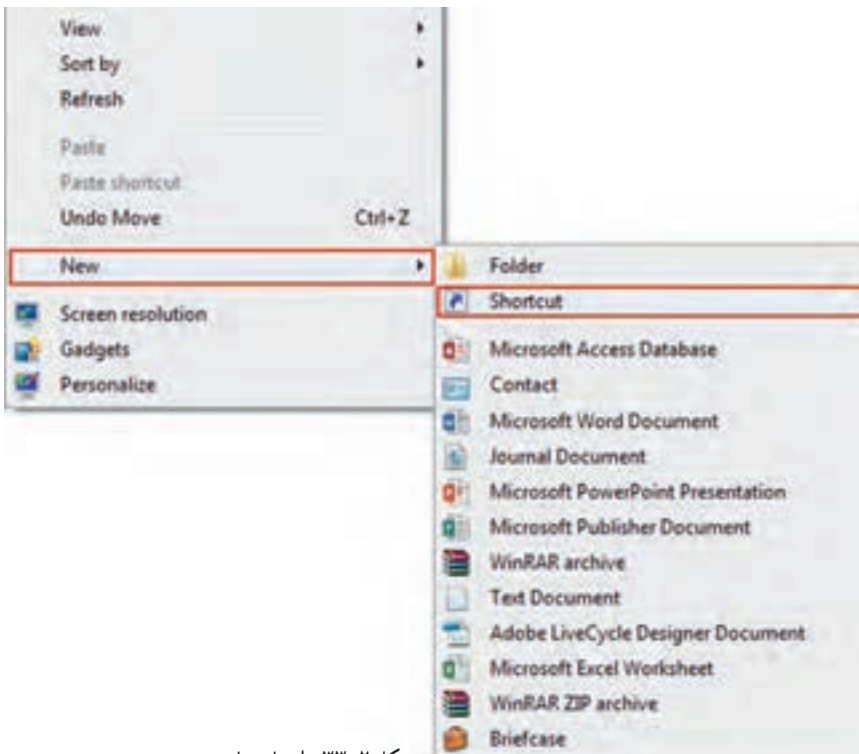 View
Sort by
Refresh
Paste
Paste shortcut
Undo Move Ctrl+Z
New
Screen resolution
Gadgets
Personalize
Folder
Shortcut
Microsoft Access Database
Contact
Microsoft Word Document
Journal Document
Microsoft PowerPoint Presentation
Microsoft Publisher Document
WinRAR archive
Text Document
Adobe LiveCycle Designer Document
Microsoft Excel Worksheet
WinRAR ZIP archive
Briefcase